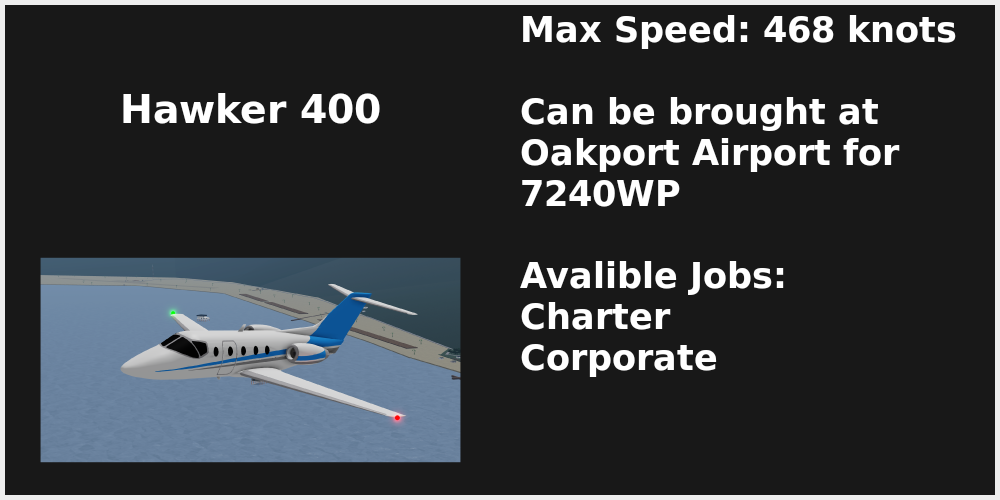 Hawker 400
Max Speed: 468 knots
Can be brought at
Oakport Airport for
7240WP
Avalible Jobs:
Charter
Corporate